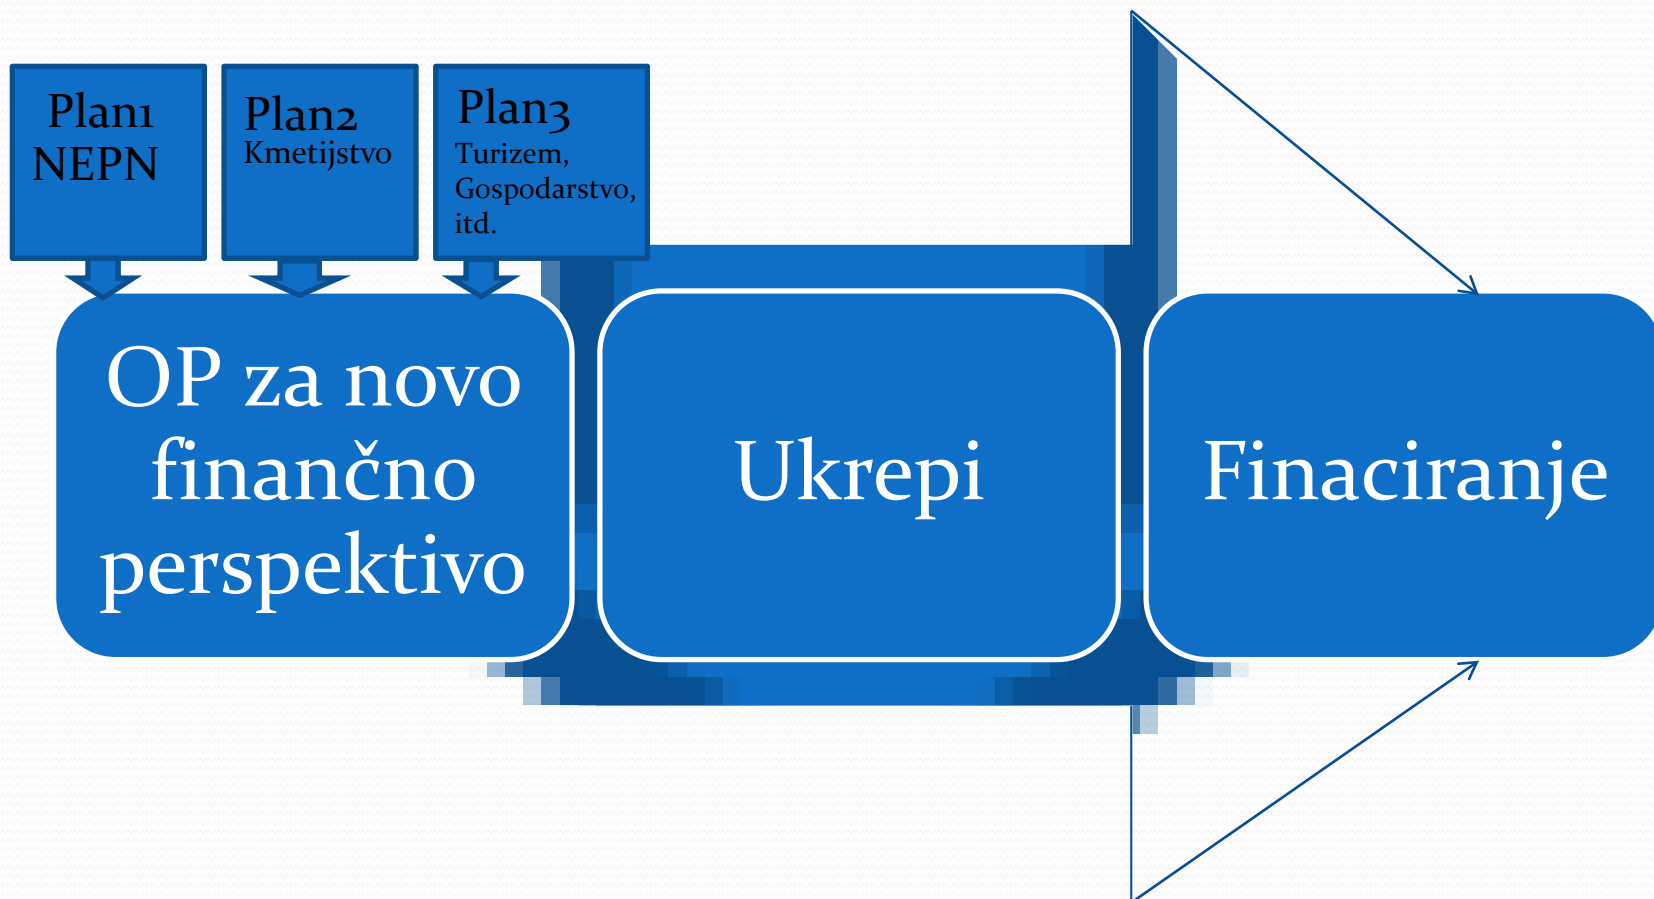 Plan1
NEPN
Plan2
Kmetijstvo
Plan3
Turizem,
Gospodarstvo,
itd.
OP za novo
finančno
perspektivo
Ukrepi
Finaciranje